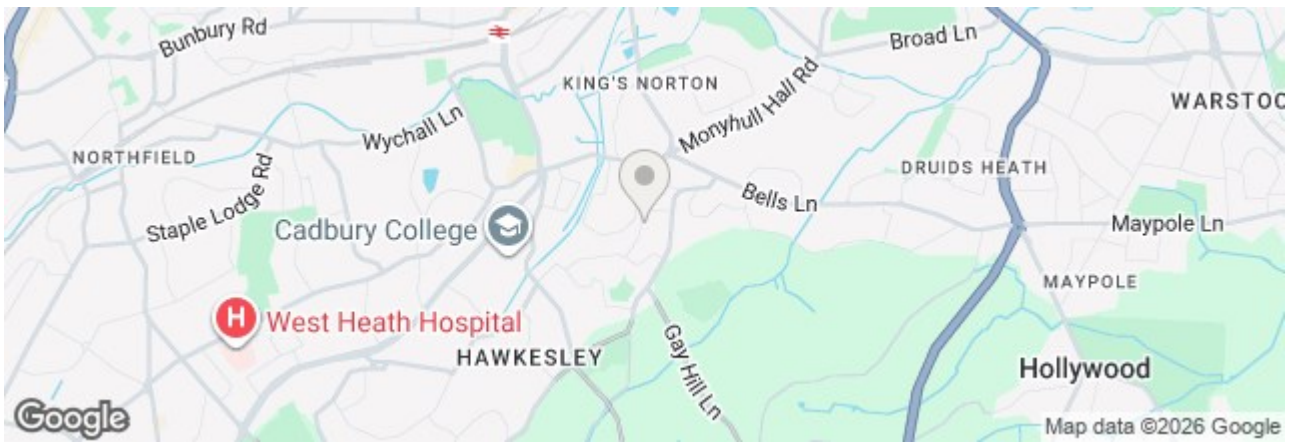 Bunbury Rd
Broad Ln
KING'S NORTON
Monyhull Hall Rd
WARSTOC
Wychall Ln
NORTHFIELD
DRUIDS HEATH
Staple Lodge Rd
Bells Ln
Cadbury College
Maypole Ln
MAYPOLE
H
West Heath Hospital
HAWKESLEY
Gay Hill Ln
Hollywood
Google
Map data ©2026 Google